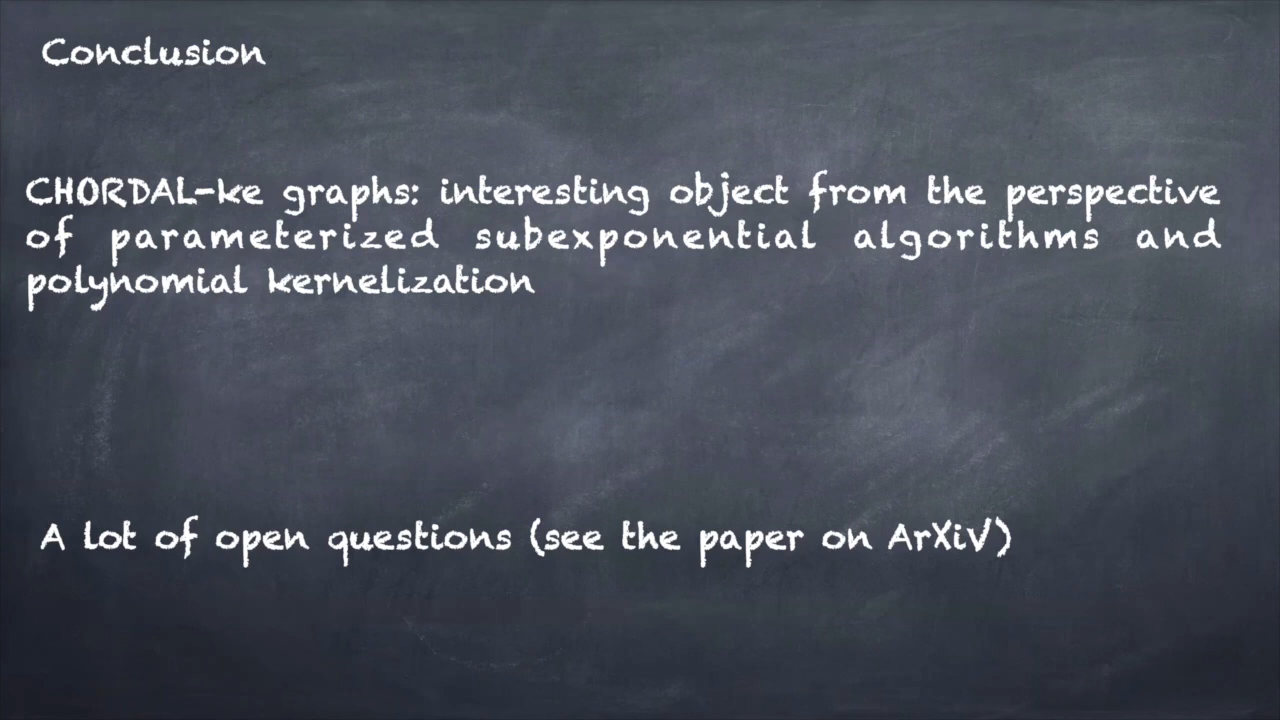 Conclusion
CHORDAL-ke graphs: interesting object from the perspective
of parameterized subexponential algorithms and
polynomial kernelization
A lot of open questions (see the paper on ArXiV)